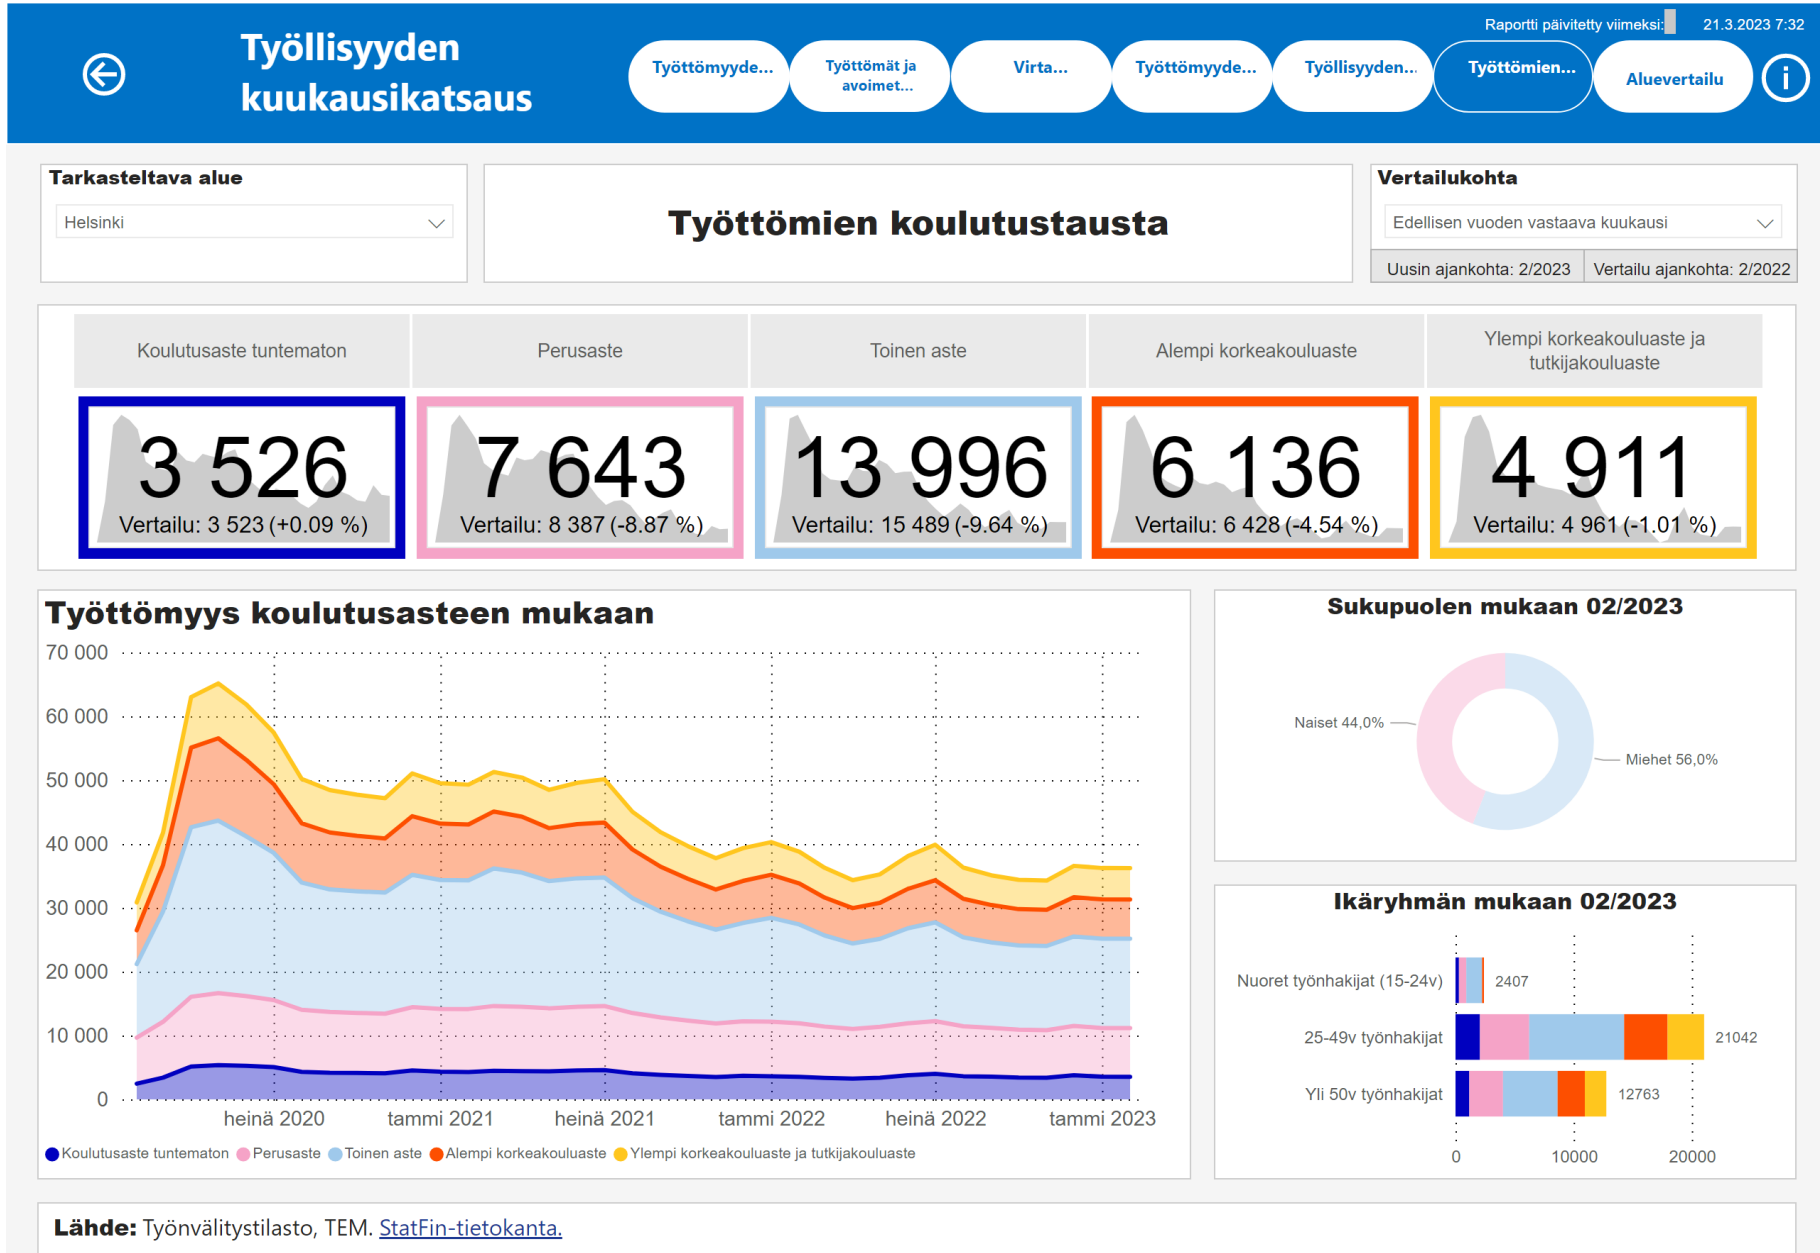 Raportti päivitetty viimeksi: 21.3.2023 7:32
Työllisyyden
kuukausikatsaus
Työttömyyde...
Työttömät ja
avoimet...
Virta...
Työttömyyde...
Työllisyyden...
Työttömien...
Aluevertailu
i
Tarkasteltava alue
Helsinki
Työttömien koulutustausta
Vertailukohta
Edellisen vuoden vastaava kuukausi
Uusin ajankohta: 2/2023
Vertailu ajankohta: 2/2022
Koulutusaste tuntematon
Perusaste
Toinen aste
Alempi korkeakouluaste
Ylempi korkeakouluaste ja
tutkijakouluaste
3 526
Vertailu: 3 523 (+0.09 %)
7 643
Vertailu: 8 387 (-8.87 %)
13 996
Vertailu: 15 489 (-9.64 %)
6 136
Vertailu: 6 428 (-4.54 %)
4 911
Vertailu: 4 961 (-1.01 %)
Työttömyys koulutusasteen mukaan
70 000
60 000
50 000
40 000
30 000
20 000
10 000
0
heinä 2020
tammi 2021
heinä 2021
tammi 2022
heinä 2022
tammi 2023
Koulutusaste tuntematon
Perusaste
Toinen aste
Alempi korkeakouluaste
Ylempi korkeakouluaste ja tutkijakouluaste
Sukupuolen mukaan 02/2023
Naiset 44,0%
Miehet 56,0%
Ikäryhmän mukaan 02/2023
Nuoret työnhakijat (15-24v)
2407
25-49v työnhakijat
21042
Yli 50v työnhakijat
12763
0
10000
20000
Lähde: Työnvälitystilasto, TEM. StatFin-tietokanta.